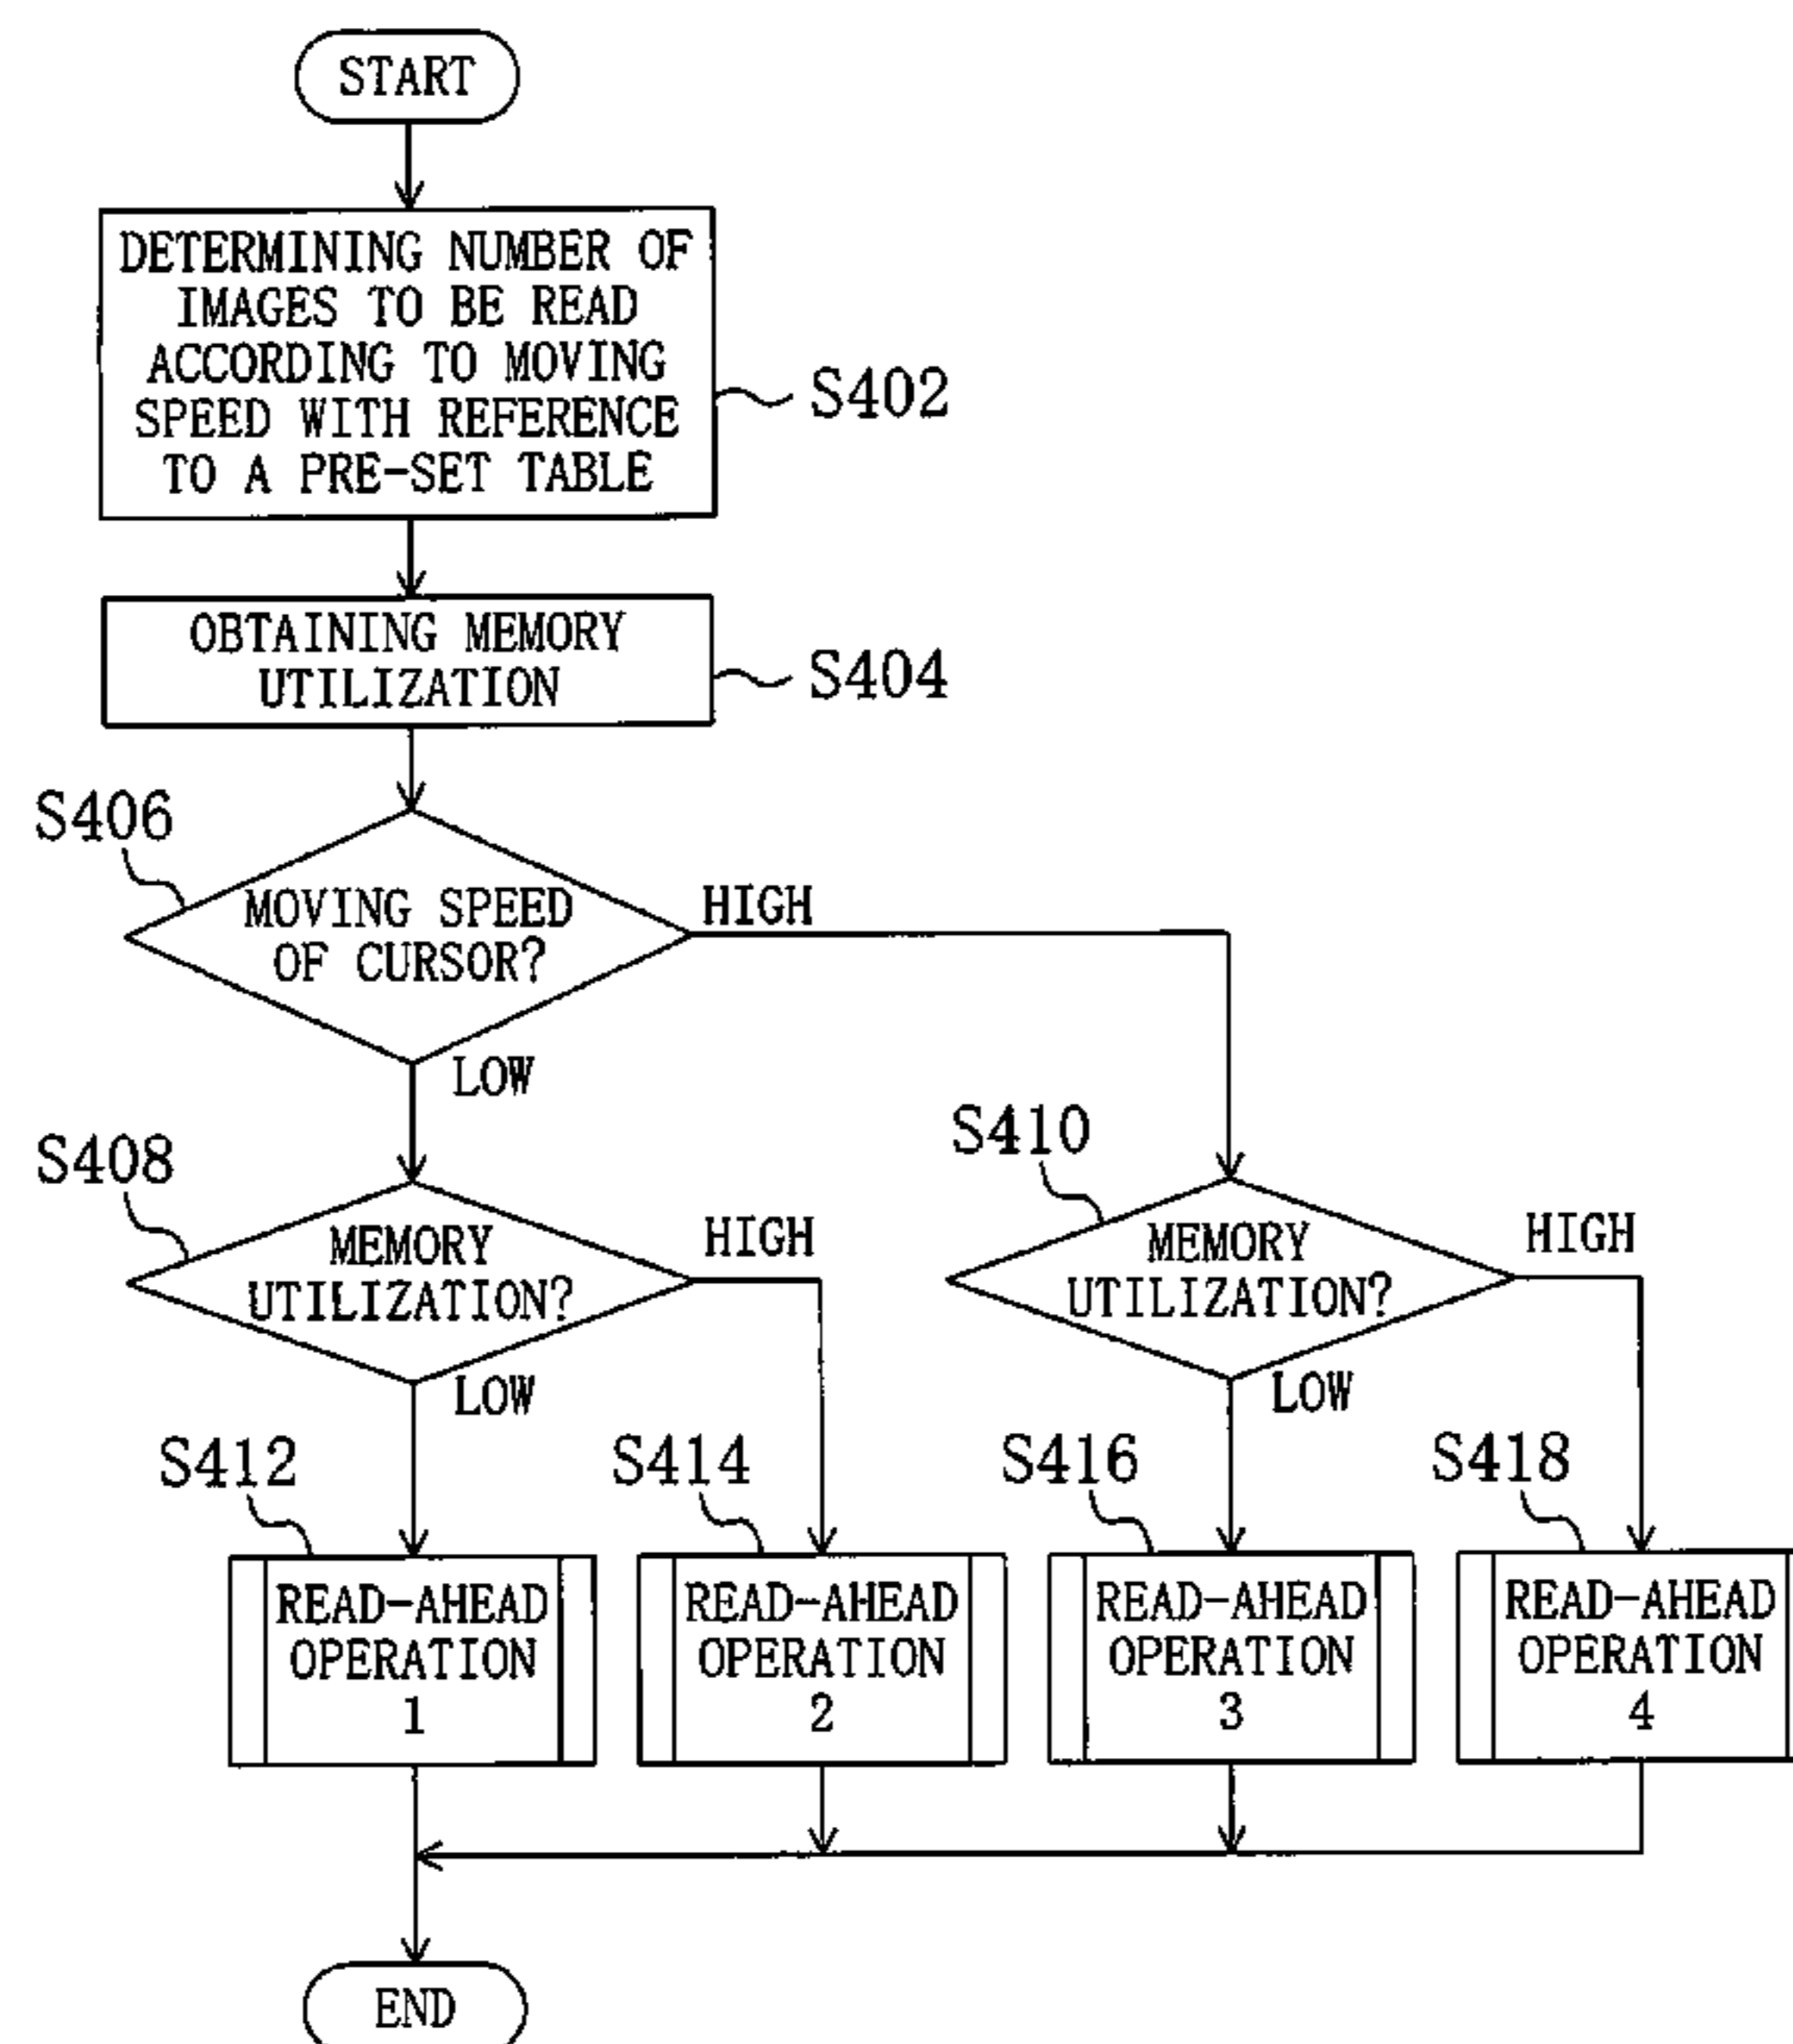 START
DETERMINING NUMBER OF
IMAGES TO BE READ
ACCORDING TO MOVING
SPEED WITH REFERENCE
TO A PRE-SET TABLE
S402
OBTAINING MEMORY
UTILIZATION
S404
S406
MOVING SPEED
OF CURSOR?
HIGH
LOW
S408
MEMORY
UTILIZATION?
HIGH
LOW
S410
MEMORY
UTILIZATION?
HIGH
LOW
S412
READ-AHEAD
OPERATION
1
S414
READ-AHEAD
OPERATION
2
S416
READ-AHEAD
OPERATION
3
S418
READ-AHEAD
OPERATION
4
END